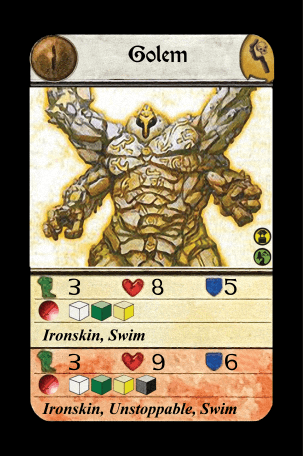 Golem
3 8 5
Ironskin, Swim
3 9 6
Ironskin, Unstoppable, Swim